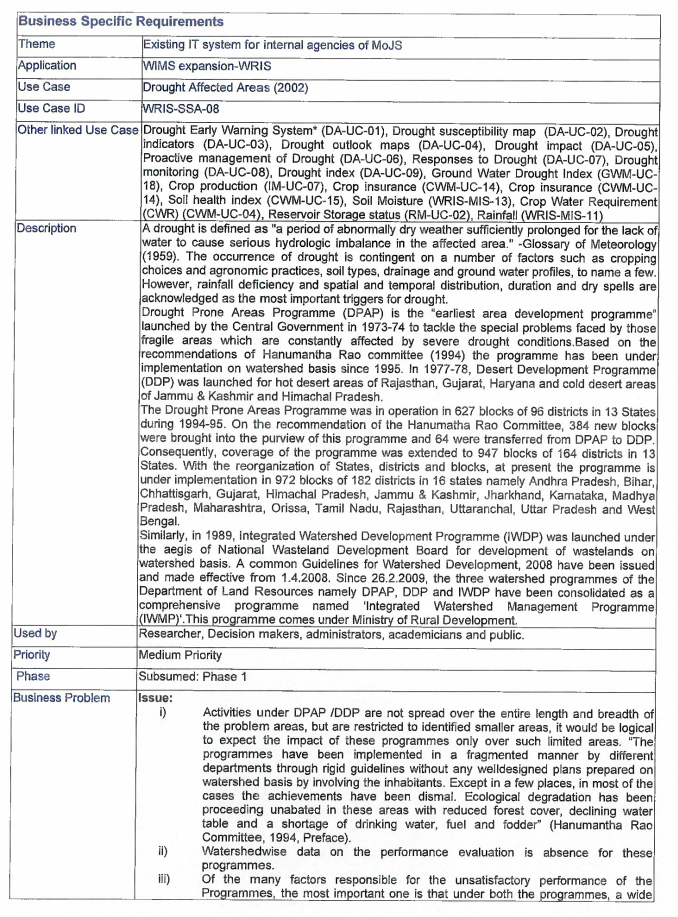 Business Specific Requirements
Theme Existing IT system for internal agencies of MoJS
Application WIMS expansion-WRIS
Use Case Drought Affected Areas (2002)
Use Case ID WRIS-SSA-08
Other linked Use Case Drought Early Warning System* (DA-UC-01), Drought susceptibility map (DA-UC-02), Drought
indicators (DA-UC-03), Drought outlook maps (DA-UC-04), Drought impact (DA-UC-05),
Proactive management of Drought (DA-UC-06), Responses to Drought (DA-UC-07), Drought
monitoring (DA-UC-08), Drought index (DA-UC-09), Ground Water Drought Index (GWM-UC-
18), Crop production (IM-UC-07), Crop insurance (CWM-UC-14), Crop insurance (CWM-UC-
14), Soil health index (CWM-UC-15), Soil Moisture (WRIS-MIS-13), Crop Water Requirement
(CWR) (CWM-UC-04), Reservoir Storage status (RM-UC-02), Rainfall (WRIS-MIS-11)
Description A drought is defined as "a period of abnormally dry weather sufficiently prolonged for the lack of
water to cause serious hydrologic imbalance in the affected area." -Glossary of Meteorology
(1959). The occurrence of drought is contingent on a number of factors such as cropping
choices and agronomic practices, soil types, drainage and ground water profiles, to name a few.
However, rainfall deficiency and spatial and temporal distribution, duration and dry spells are
acknowledged as the most important triggers for drought.
Drought Prone Areas Programme (DPAP) is the "earliest area development programme"
launched by the Central Government in 1973-74 to tackle the special problems faced by those
fragile areas which are constantly affected by severe drought conditions.Based on the
recommendations of Hanumantha Rao committee (1994) the programme has been under
implementation on watershed basis since 1995. In 1977-78, Desert Development Programme
(DDP) was launched for hot desert areas of Rajasthan, Gujarat, Haryana and cold desert areas
of Jammu & Kashmir and Himachal Pradesh.
The Drought Prone Areas Programme was in operation in 627 blocks of 96 districts in 13 States
during 1994-95. On the recommendation of the Hanumatha Rao Committee, 384 new blocks
were brought into the purview of this programme and 64 were transferred from DPAP to DDP.
Consequently, coverage of the programme was extended to 947 blocks of 164 districts in 13
States. With the reorganization of States, districts and blocks, at present the programme is
under implementation in 972 blocks of 182 districts in 16 states namely Andhra Pradesh, Bihar,
Chhattisgarh, Gujarat, Himachal Pradesh, Jammu & Kashmir, Jharkhand, Karnataka, Madhya
Pradesh, Maharashtra, Orissa, Tamil Nadu, Rajasthan, Uttaranchal, Uttar Pradesh and West
Bengal.
Similarly, in 1989, Integrated Watershed Development Programme (IWDP) was launched under
the aegis of National Wasteland Development Board for development of wastelands on
watershed basis. A common Guidelines for Watershed Development, 2008 have been issued
and made effective from 1.4.2008. Since 26.2.2009, the three watershed programmes of the
Department of Land Resources namely DPAP, DDP and IWDP have been consolidated as a
comprehensive programme named 'Integrated Watershed Management Programme
(IWMP)'.This programme comes under Ministry of Rural Development.
Used by Researcher, Decision makers, administrators, academicians and public.
Priority Medium Priority
Phase Subsumed: Phase 1
Business Problem Issue:
i) Activities under DPAP /DDP are not spread over the entire length and breadth of
the problem areas, but are restricted to identified smaller areas, it would be logical
to expect the impact of these programmes only over such limited areas. "The
programmes have been implemented in a fragmented manner by different
departments through rigid guidelines without any welldesigned plans prepared on
watershed basis by involving the inhabitants. Except in a few places, in most of the
cases the achievements have been dismal. Ecological degradation has been
proceeding unabated in these areas with reduced forest cover, declining water
table and a shortage of drinking water, fuel and fodder" (Hanumantha Rao
Committee, 1994, Preface).
ii) Watershedwise data on the performance evaluation is absence for these
programmes.
iii) Of the many factors responsible for the unsatisfactory performance of the
Programmes, the most important one is that under both the programmes, a wide